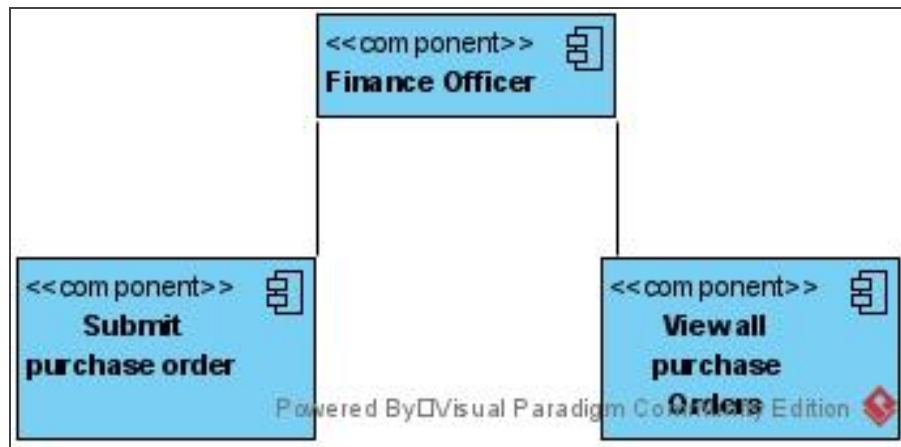 <<component>>
Finance Officer
<<component>>
Submit
purchase order
<<component>>
View all
purchase
Orders
Powered By□Visual Paradigm Community Edition